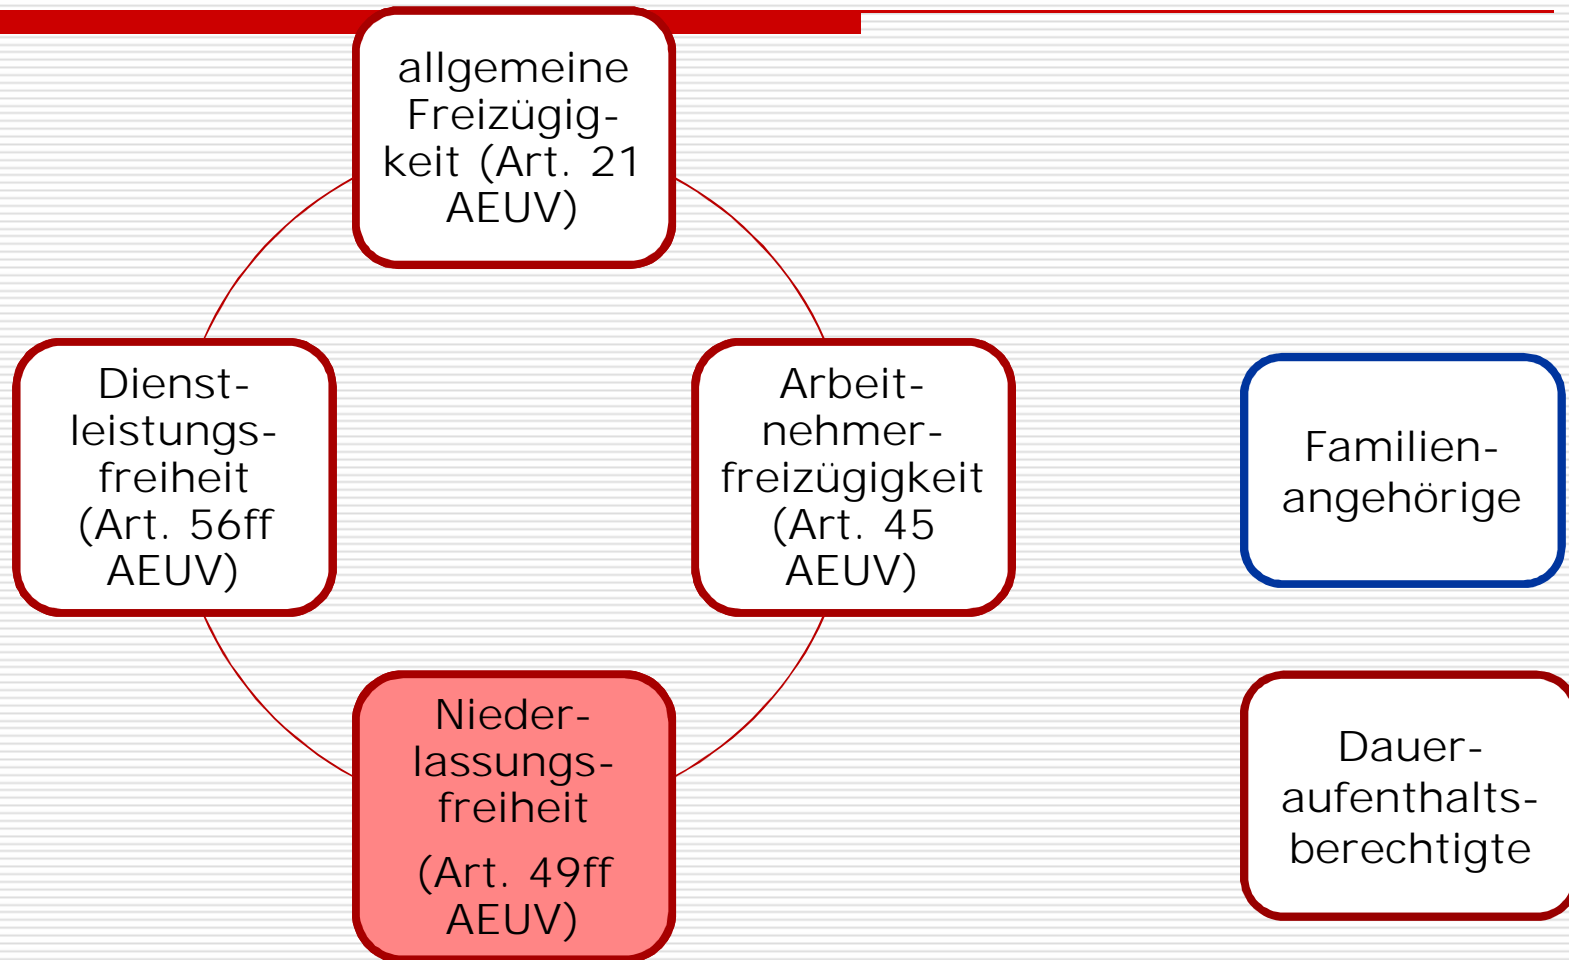 allgemeine
Freizügig-
keit (Art. 21
AEUV)
Dienst-
leistungs-
freiheit
(Art. 56ff
AEUV)
Arbeit-
nehmer-
freizügigkeit
(Art. 45
AEUV)
Familien-
angehörige
Nieder-
lassungs-
freiheit
(Art. 49ff
AEUV)
Dauer-
aufenthalts-
berechtigte